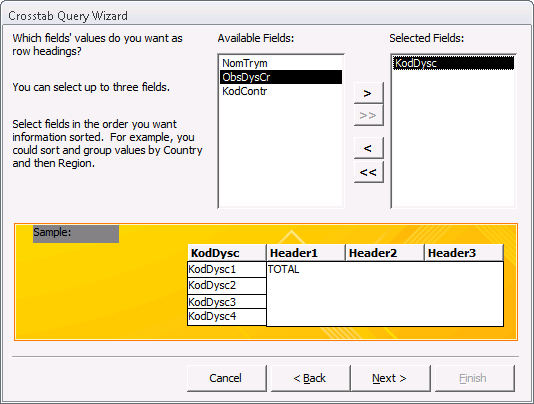 Crosstab Query Wizard
Which fields' values do you want as
row headings?
You can select up to three fields.
Select fields in the order you want
information sorted. For example, you
could sort and group values by Country
and then Region.
Available Fields:
NomTrym
ObsDysCr
KodContr
>
>>
<
<<
Selected Fields:
KodDysc
Sample:
KodDysc Header1 Header2 Header3
KodDysc1 TOTAL
KodDysc2
KodDysc3
KodDysc4
Cancel < Back Next > Finish